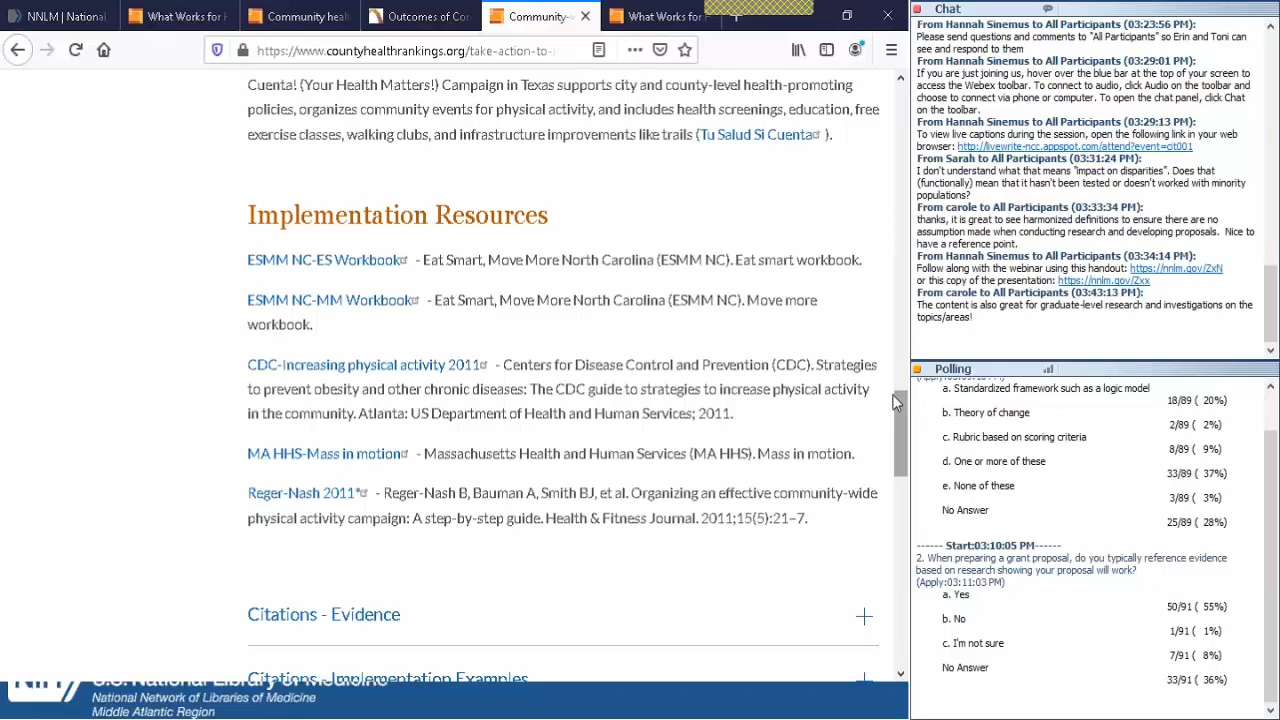 NNLM | National
What Works for
Community healt
Outcomes of Cor
Community-
What Works for
https://www.countyhealthrankings.org/take-action-to-
Cuenta! (Your Health Matters!) Campaign in Texas supports city and county-level health-promoting
policies, organizes community events for physical activity, and includes health screenings, education, free
exercise classes, walking clubs, and infrastructure improvements like trails (Tu Salud Si Cuenta ).
Implementation Resources
ESMM NC-ES Workbook - Eat Smart, Move More North Carolina (ESMM NC). Eat smart workbook.
ESMM NC-MM Workbook - Eat Smart, Move More North Carolina (ESMM NC). Move more
workbook.
CDC-Increasing physical activity 2011 - Centers for Disease Control and Prevention (CDC). Strategies
to prevent obesity and other chronic diseases: The CDC guide to strategies to increase physical activity
in the community. Atlanta: US Department of Health and Human Services; 2011.
MA HHS-Mass in motion - Massachusetts Health and Human Services (MA HHS). Mass in motion.
Reger-Nash 2011* - Reger-Nash B, Bauman A, Smith BJ, et al. Organizing an effective community-wide
physical activity campaign: A step-by-step guide. Health & Fitness Journal. 2011;15(5):21–7.
Citations - Evidence
Citations - Implementation Examples
NIH
U.S. National Library of Medicine
National Network of Libraries of Medicine
Middle Atlantic Region
Chat
From Hannah Sinemus to All Participants (03:23:56 PM):
Please send questions and comments to "All Participants" so Erin and Toni can
see and respond to them
From Hannah Sinemus to All Participants (03:29:01 PM):
If you are just joining us, hover over the blue bar at the top of your screen to
access the Webex toolbar. To connect to audio, click Audio on the toolbar and
choose to connect via phone or computer. To open the chat panel, click Chat
on the toolbar.
From Hannah Sinemus to All Participants (03:29:13 PM):
To view live captions during the session, open the following link in your web
browser: http://livewrite-ncc.appspot.com/attend?event=cit001
From Sarah to All Participants (03:31:24 PM):
I don't understand what that means "impact on disparities". Does that
(functionally) mean that it hasn't been tested or doesn't worked with minority
populations?
From carole to All Participants (03:33:34 PM):
thanks, it is great to see harmonized definitions to ensure there are no
assumption made when conducting research and developing proposals. Nice to
have a reference point.
From Hannah Sinemus to All Participants (03:34:14 PM):
Follow along with the webinar using this handout: https://nnlm.gov/ZxN
or this copy of the presentation: https://nnlm.gov/Zxx
From carole to All Participants (03:43:13 PM):
The content is also great for graduate-level research and investigations on the
topics/areas!
Polling
a. Standardized framework such as a logic model
18/89 ( 20%)
b. Theory of change
2/89 ( 2%)
c. Rubric based on scoring criteria
8/89 ( 9%)
d. One or more of these
33/89 ( 37%)
e. None of these
3/89 ( 3%)
No Answer
25/89 ( 28%)
------ Start:03:10:05 PM------
2. When preparing a grant proposal, do you typically reference evidence
based on research showing your proposal will work?
(Apply:03:11:03 PM)
a. Yes
50/91 ( 55%)
b. No
1/91 ( 1%)
c. I'm not sure
7/91 ( 8%)
No Answer
33/91 ( 36%)